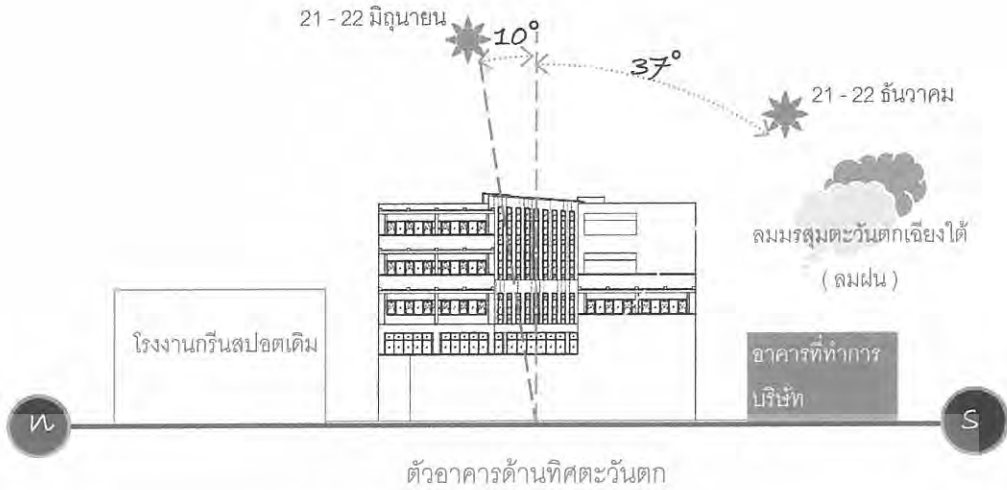 21 - 22 มิถุนายน
10°
37°
21 - 22 ธันวาคม
ลมมรสุมตะวันตกเฉียงใต้
( ลมฝน )
โรงงานกรีนสปอตเดิม
อาคารที่ทำการ
บริษัท
N
S
ตัวอาคารด้านทิศตะวันตก